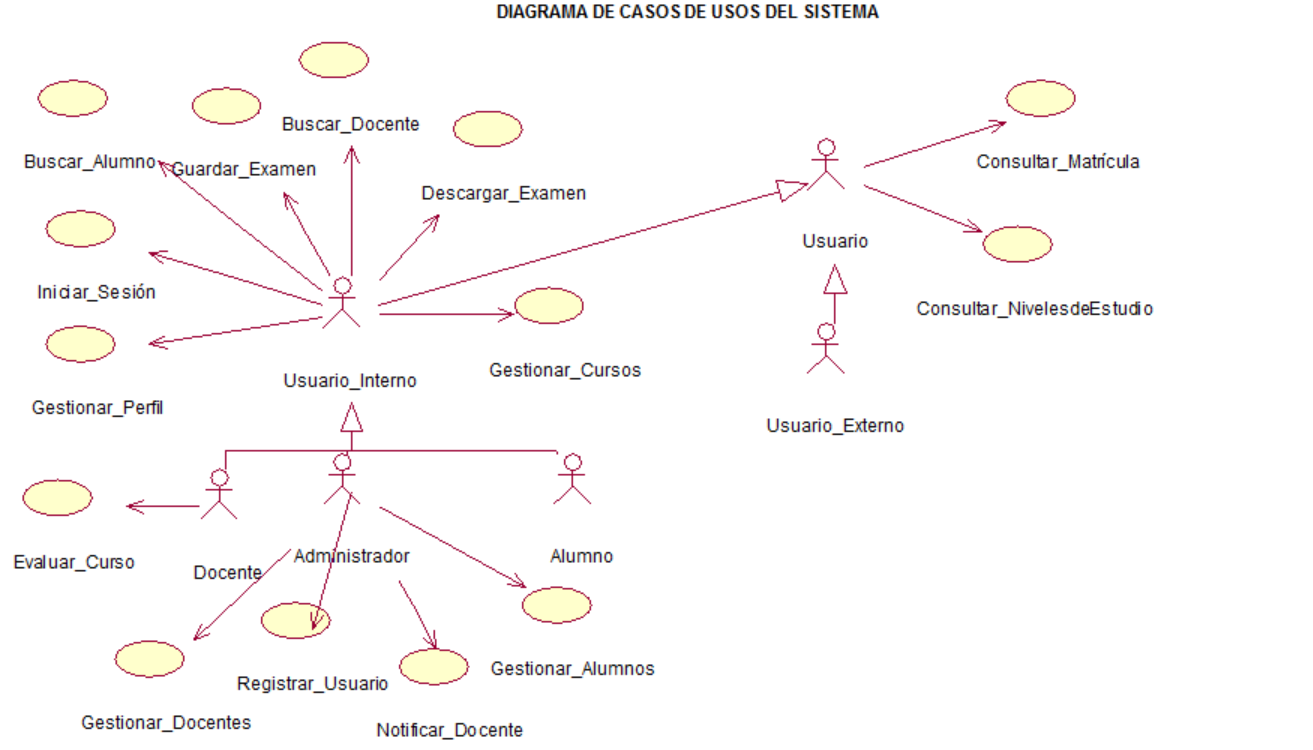 DIAGRAMA DE CASOS DE USOS DEL SISTEMA
Buscar_Docente
Buscar_Alumno
Guardar_Examen
Consultar_Matrícula
Descargar_Examen
Usuario
Iniciar_Sesión
Consultar_NivelesdeEstudio
Gestionar_Cursos
Usuario_Interno
Gestionar_Perfil
Usuario_Externo
Evaluar_Curso
Docente
Administrador
Alumno
Gestionar_Alumnos
Registrar_Usuario
Gestionar_Docentes
Notificar_Docente